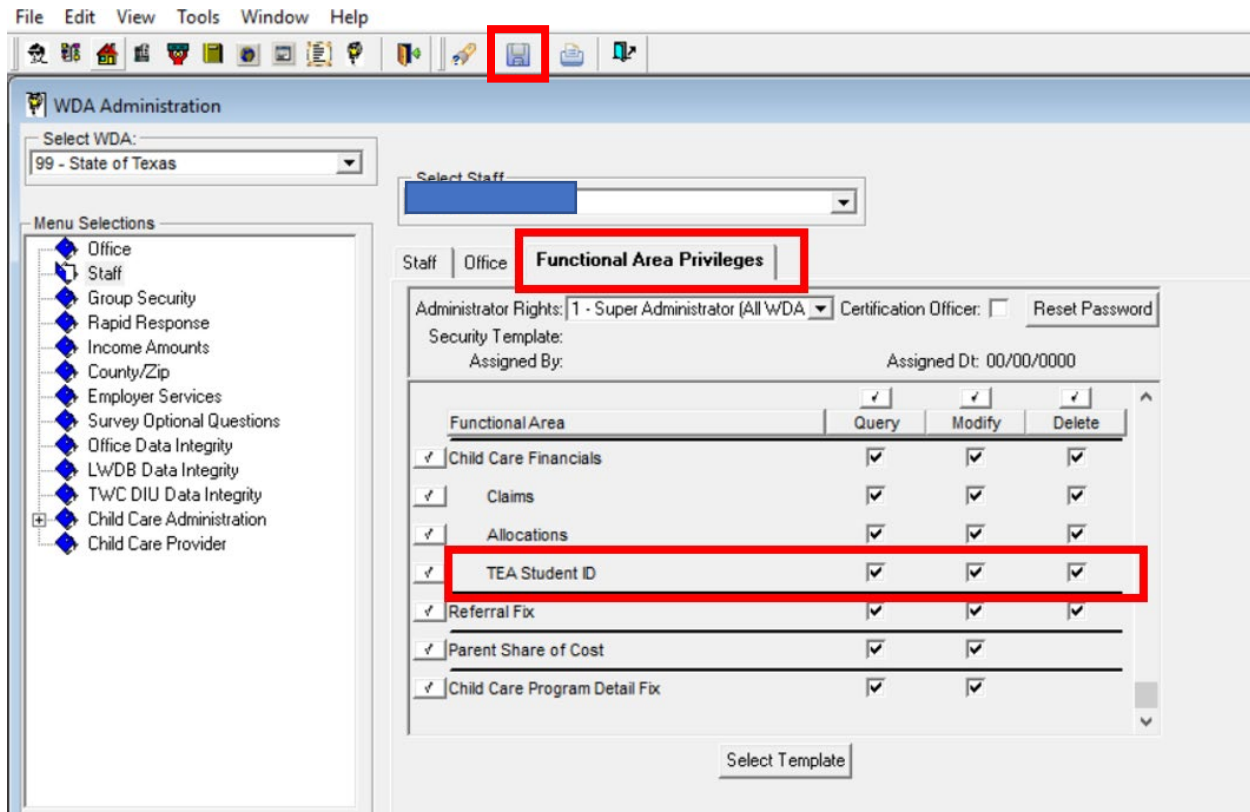 File Edit View Tools Window Help
WDA Administration
Select WDA:
99 - State of Texas
Select Staff
Menu Selections
Office
Staff
Group Security
Rapid Response
Income Amounts
County/Zip
Employer Services
Survey Optional Questions
Office Data Integrity
LWDB Data Integrity
TWC DIU Data Integrity
Child Care Administration
Child Care Provider
Staff Office Functional Area Privileges
Administrator Rights: 1 - Super Administrator (All WDA Certification Officer: Reset Password
Security Template:
Assigned By: Assigned Dt: 00/00/0000
Functional Area Query Modify Delete
Child Care Financials
Claims
Allocations
TEA Student ID
Referral Fix
Parent Share of Cost
Child Care Program Detail Fix
Select Template